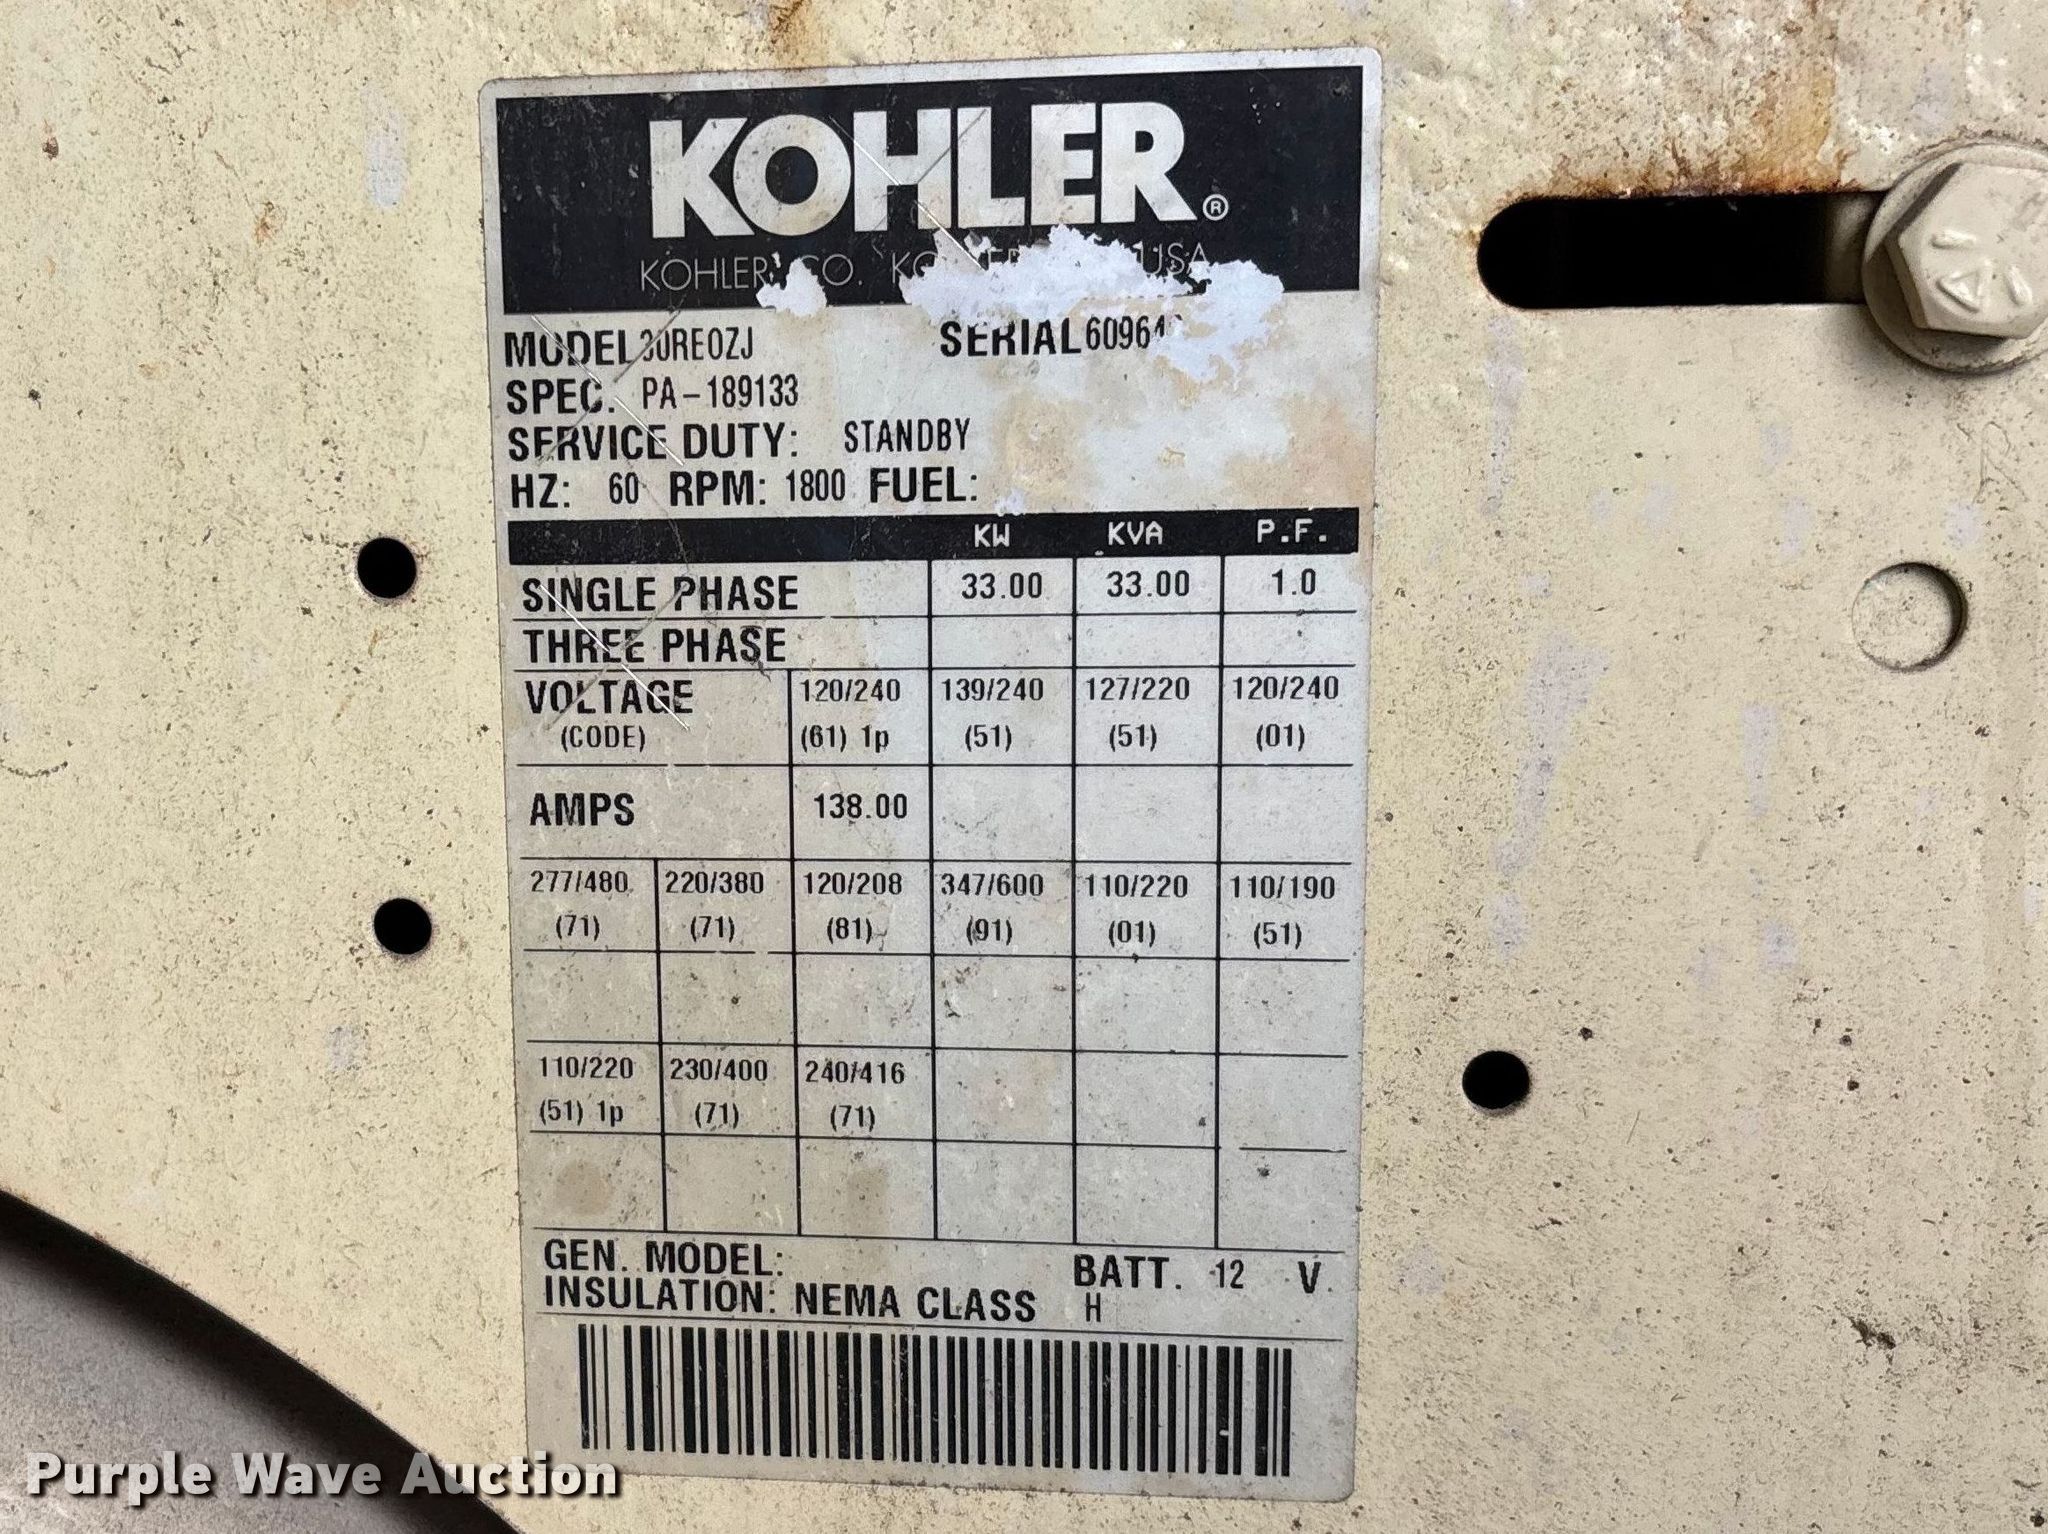 KOHLER®
KOHLER CO. USA
MODEL 30REOZJ SERIAL
SPEC. PA-189133
SERVICE DUTY: STANDBY
HZ: 60 RPM: 1800 FUEL:
KW KVA P.F.
SINGLE PHASE 33.00 33.00 1.0
THREE PHASE
VOLTAGE 120/240 139/240 127/220 120/240
(CODE) (61) 1p (51) (51) (01)
AMPS 138.00
277/480 220/380 120/208 347/600 110/220 110/190
(71) (71) (81) (91) (01) (51)
110/220 230/400 240/416
(51) 1p (71) (71)
GEN. MODEL: BATT. 12 V.
INSULATION: NEMA CLASS H
Purple Wave Auction